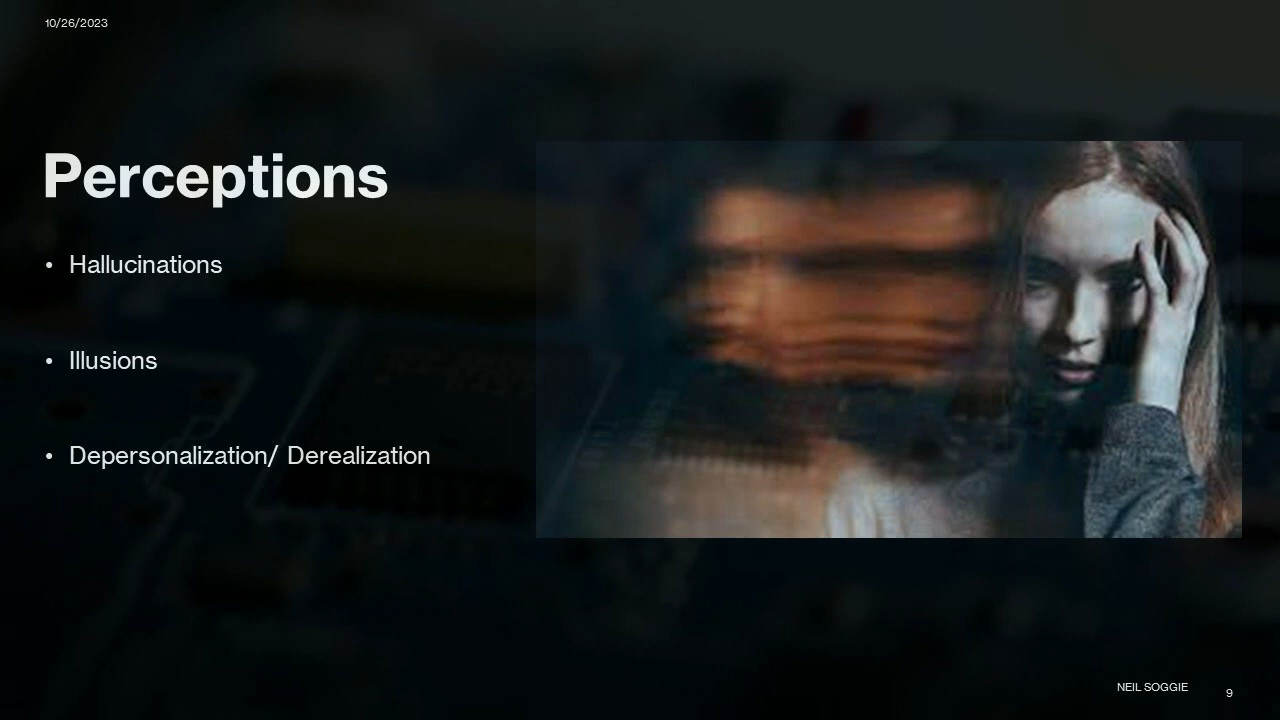 10/26/2023
Perceptions
• Hallucinations
• Illusions
• Depersonalization/ Derealization
NEIL SOGGIE
9